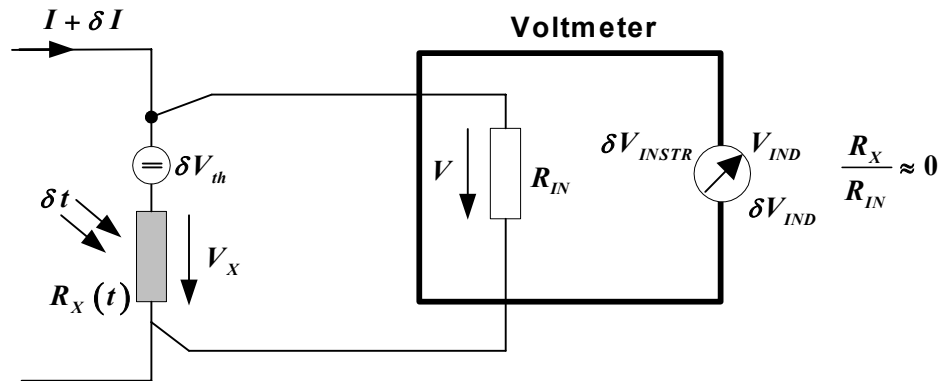 I + δI
Voltmeter
δV_th
δt
V_X
R_X(t)
V
R_IN
δV_INSTR
V_IND
δV_IND
R_X / R_IN ≈ 0